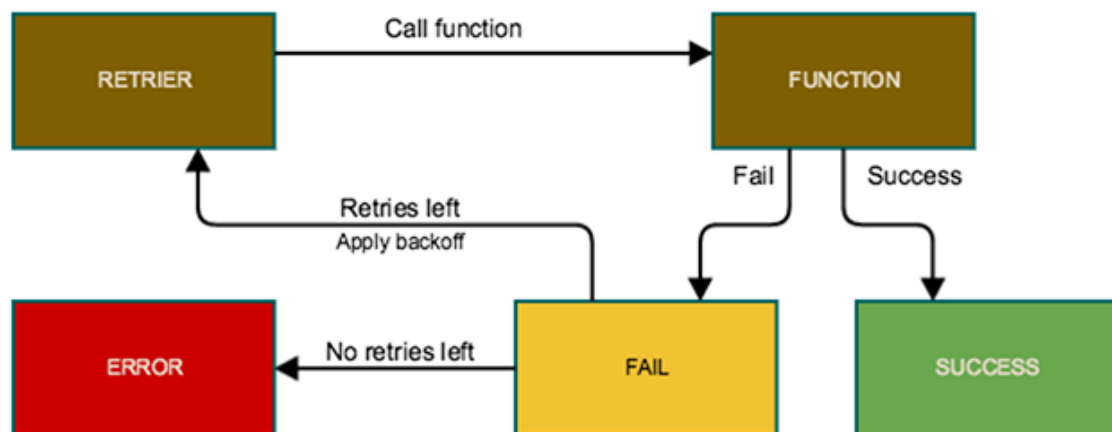 Call function
RETRIER
FUNCTION
Fail
Success
Retries left
Apply backoff
ERROR
No retries left
FAIL
SUCCESS